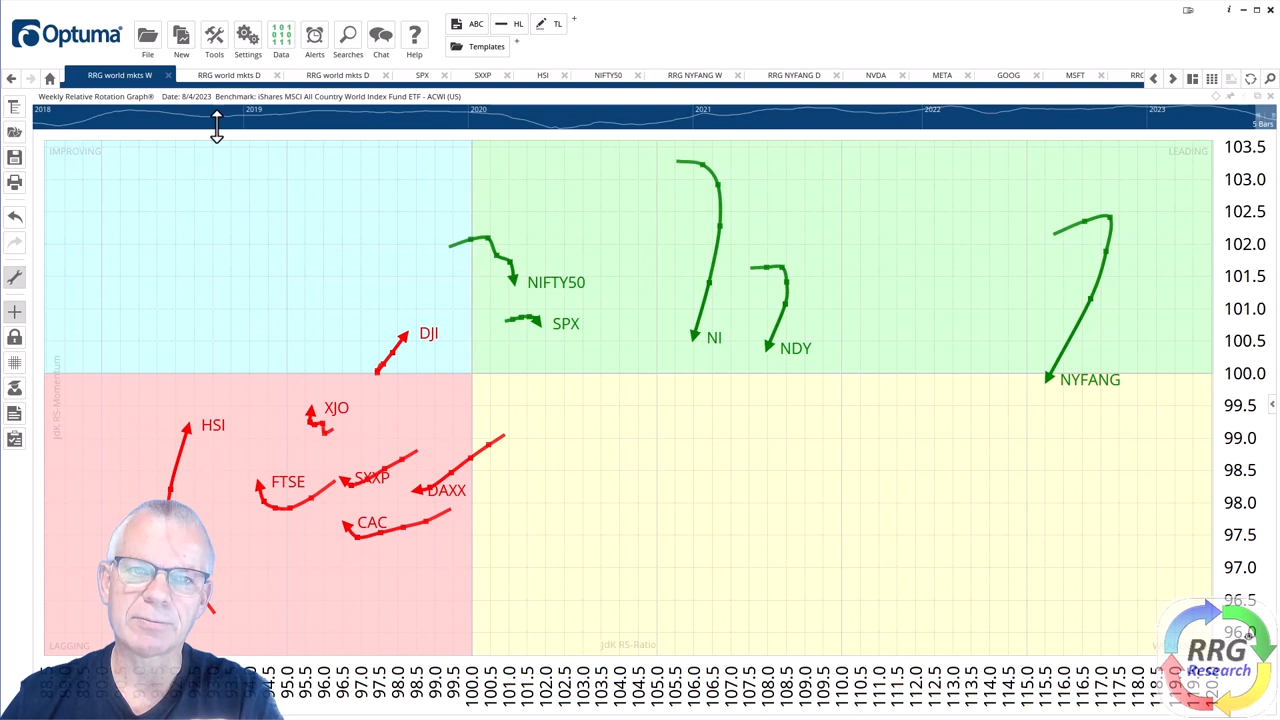 Optuma
File
New
Tools
Settings
Data
Alerts
Searches
Chat
Help
ABC
HL
TL
Templates
RRG world mkts W
RRG world mkts D
RRG world mkts D
SPX
SXXP
HSI
NIFTY50
RRG NYFANG W
RRG NYFANG D
NVDA
META
GOOG
MSFT
RRC
Weekly Relative Rotation Graph® Date: 8/4/2023 Benchmark: iShares MSCI All Country World Index Fund ETF - ACWI (US)
2018 2019 2020 2021 2022 2023
5 Bars
IMPROVING
LEADING
103.5
103.0
102.5
102.0
101.5
101.0
100.5
100.0
99.5
99.0
98.5
98.0
97.5
97.0
96.5
96.0
NIFTY50
SPX
DJI
NI
NDY
NYFANG
XJO
HSI
FTSE
SXXP
DAXX
CAC
JdK RS-Momentum
LAGGING
JdK RS-Ratio
RRG®
Research
94.5 95.0 95.5 96.0 96.5 97.0 97.5 98.0 98.5 99.0 99.5 100.0 100.5 101.0 101.5 102.0 102.5 103.0 103.5 104.0 104.5 105.0 105.5 106.0 106.5 107.0 107.5 108.0 108.5 109.0 109.5 110.0 110.5 111.0 111.5 112.0 112.5 113.0 113.5 114.0 114.5 115.0 115.5 116.0 116.5 117.0 117.5 118.0 118.5